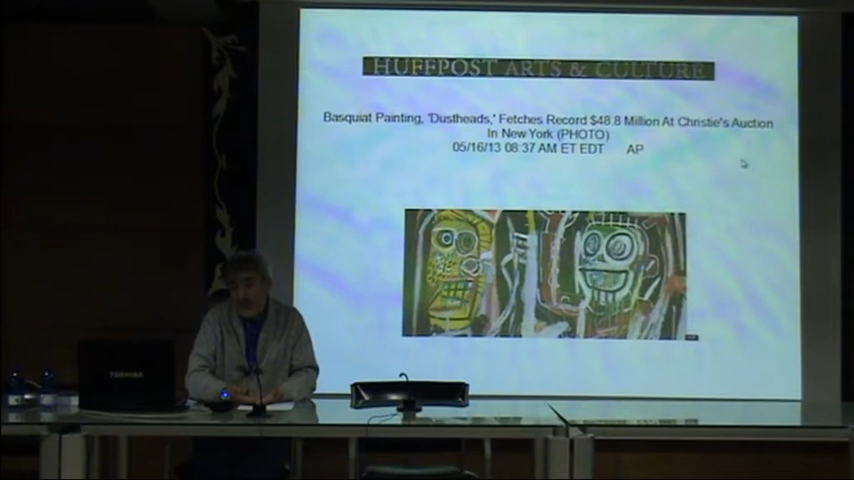 HUFFPOST ARTS & CULTURE
Basquiat Painting, 'Dustheads,' Fetches Record $48.8 Million At Christie's Auction
In New York (PHOTO)
05/16/13 08:37 AM ET EDT AP
TOSHIBA